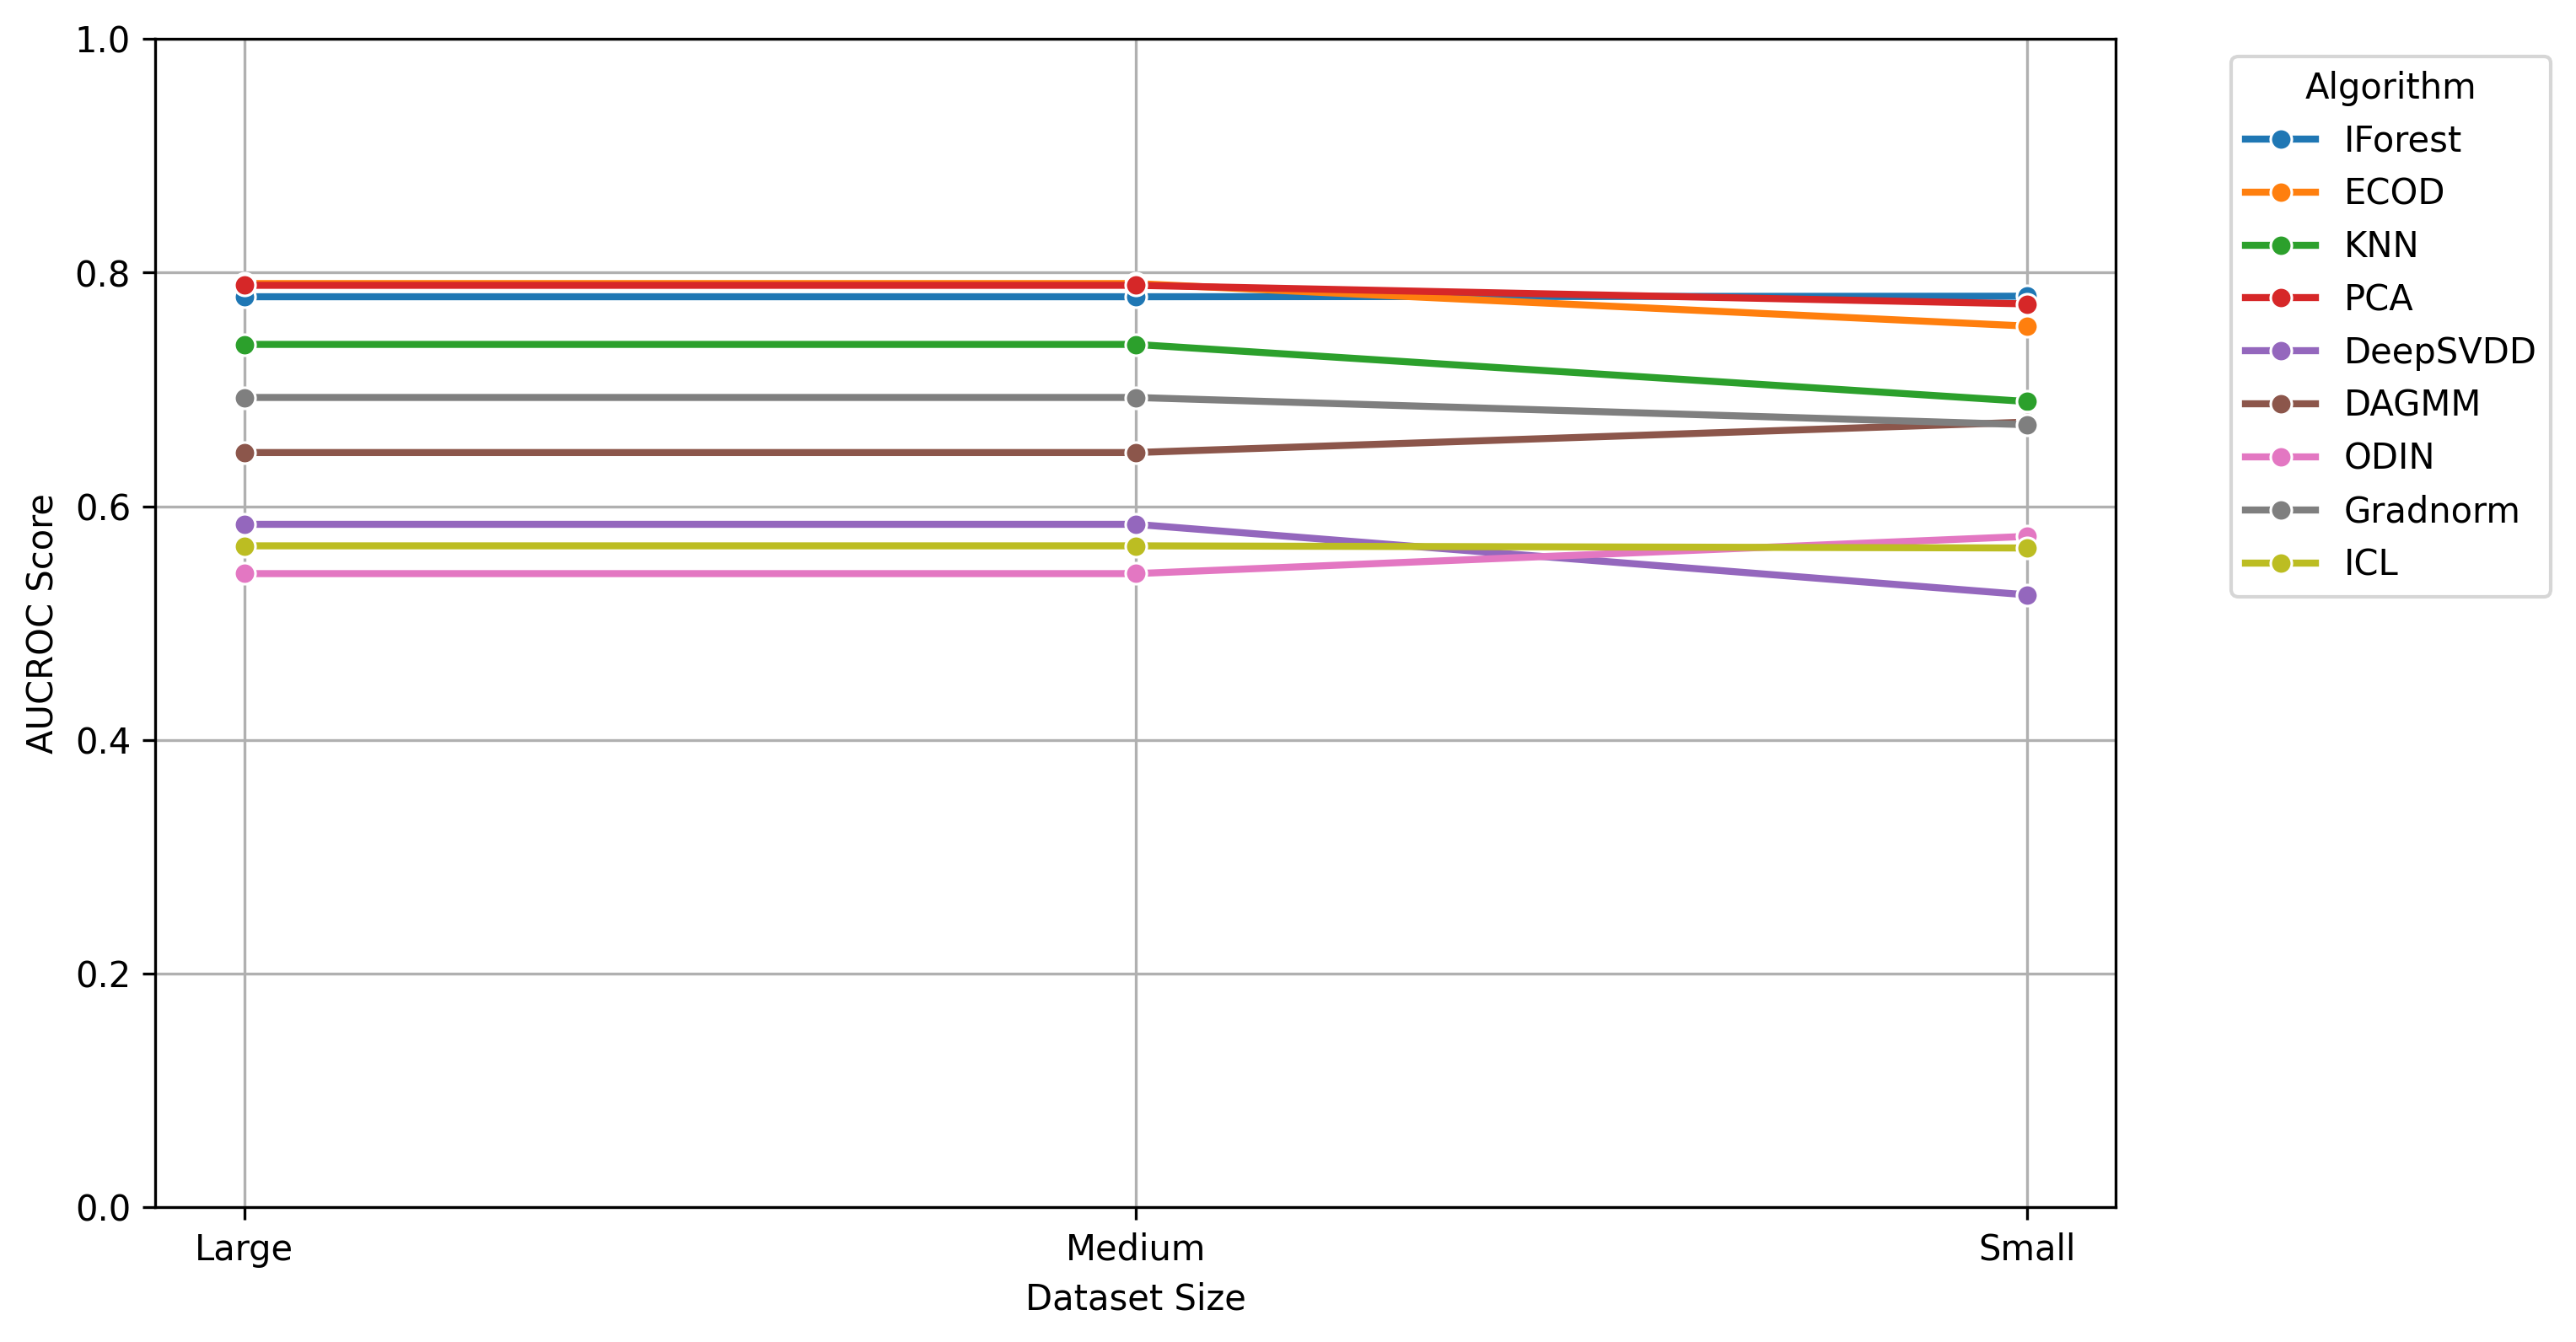 1.0
0.8
0.6
0.4
0.2
0.0
AUCROC Score
Large
Medium
Small
Dataset Size
Algorithm
IForest
ECOD
KNN
PCA
DeepSVDD
DAGMM
ODIN
Gradnorm
ICL